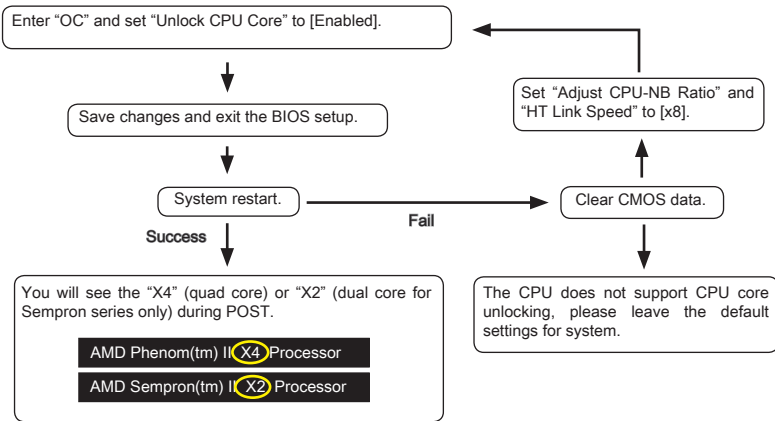 Enter “OC” and set “Unlock CPU Core” to [Enabled].
Save changes and exit the BIOS setup.
System restart.
Success
Fail
You will see the “X4” (quad core) or “X2” (dual core for
Sempron series only) during POST.
AMD Phenom(tm) II X4 Processor
AMD Sempron(tm) II X2 Processor
Set “Adjust CPU-NB Ratio” and
“HT Link Speed” to [x8].
Clear CMOS data.
The CPU does not support CPU core
unlocking, please leave the default
settings for system.